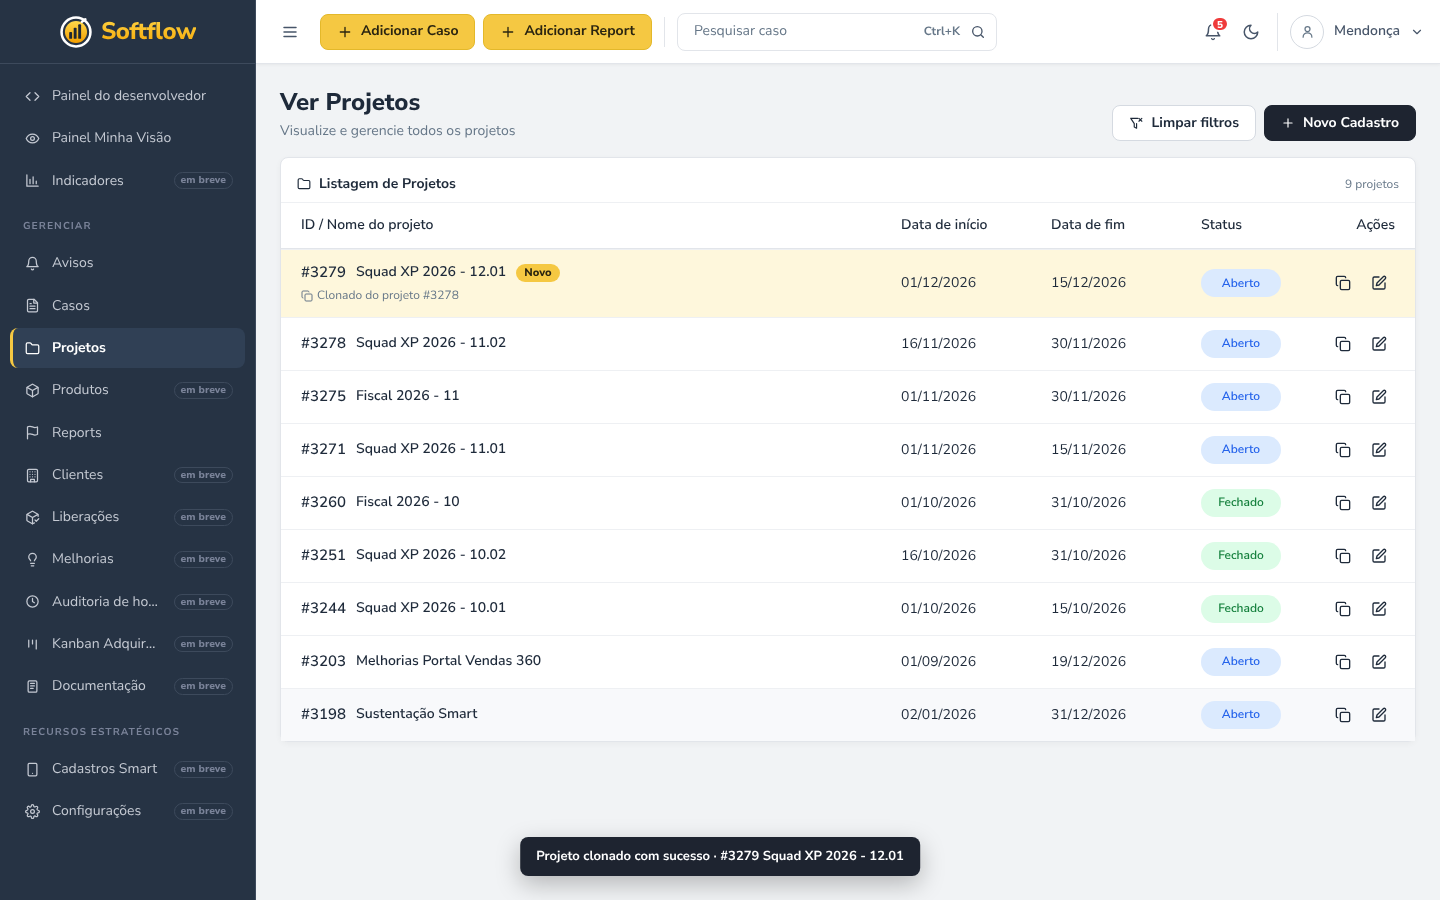 Softflow
Adicionar Caso
Adicionar Report
Pesquisar caso
Ctrl+K
5
Mendonça
Painel do desenvolvedor
Painel Minha Visão
Indicadores
em breve
GERENCIAR
Avisos
Casos
Projetos
Produtos
em breve
Reports
Clientes
em breve
Liberações
em breve
Melhorias
em breve
Auditoria de ho...
em breve
Kanban Adquir...
em breve
Documentação
em breve
RECURSOS ESTRATÉGICOS
Cadastros Smart
em breve
Configurações
em breve
Ver Projetos
Visualize e gerencie todos os projetos
Limpar filtros
Novo Cadastro
Listagem de Projetos
9 projetos
ID / Nome do projeto
Data de início
Data de fim
Status
Ações
#3279 Squad XP 2026 - 12.01 Novo
Clonado do projeto #3278
01/12/2026
15/12/2026
Aberto
#3278 Squad XP 2026 - 11.02
16/11/2026
30/11/2026
Aberto
#3275 Fiscal 2026 - 11
01/11/2026
30/11/2026
Aberto
#3271 Squad XP 2026 - 11.01
01/11/2026
15/11/2026
Aberto
#3260 Fiscal 2026 - 10
01/10/2026
31/10/2026
Fechado
#3251 Squad XP 2026 - 10.02
16/10/2026
31/10/2026
Fechado
#3244 Squad XP 2026 - 10.01
01/10/2026
15/10/2026
Fechado
#3203 Melhorias Portal Vendas 360
01/09/2026
19/12/2026
Aberto
#3198 Sustentação Smart
02/01/2026
31/12/2026
Aberto
Projeto clonado com sucesso · #3279 Squad XP 2026 - 12.01